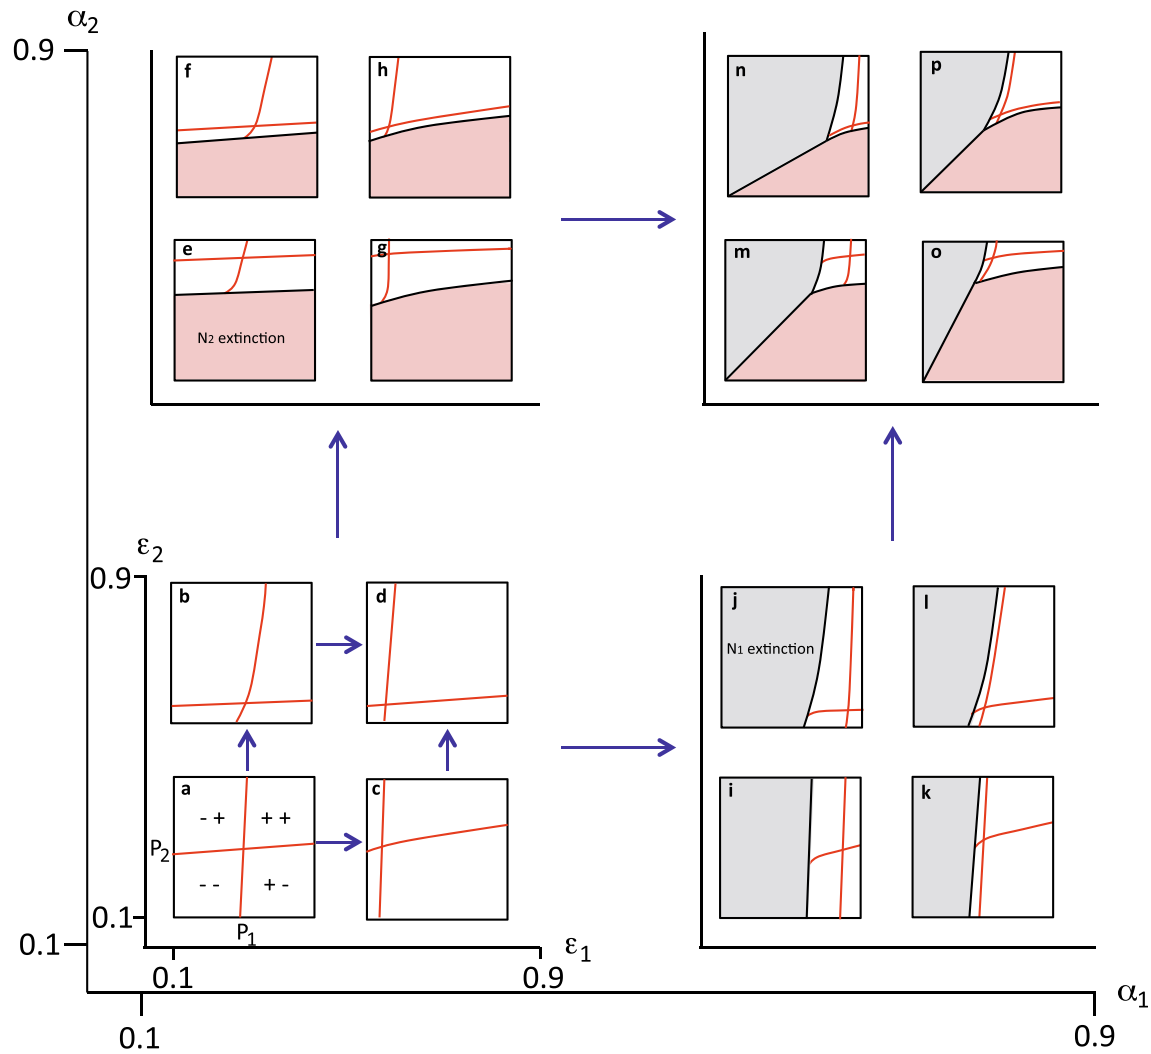 α2
0.9
f
h
n
p
e
g
m
o
N2 extinction
ε2
0.9
b
d
j
l
N1 extinction
a
c
i
k
- +
+ +
P2
- -
+ -
0.1
P1
0.1
ε1
0.1
0.9
α1
0.1
0.9